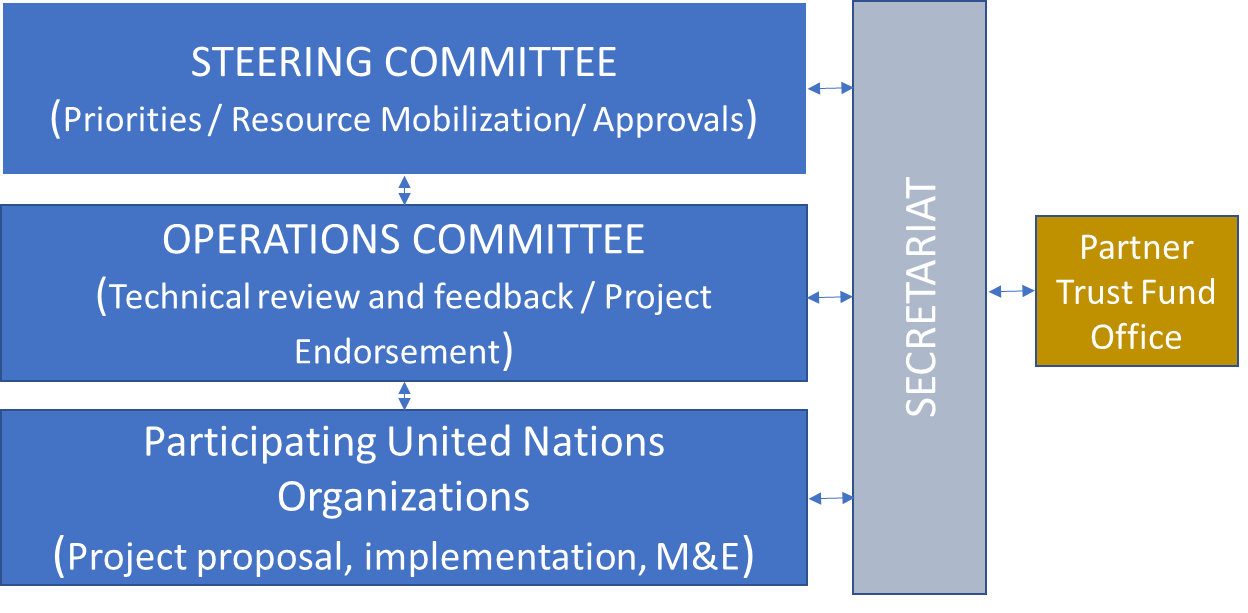 STEERING COMMITTEE
(Priorities / Resource Mobilization/ Approvals)
OPERATIONS COMMITTEE
(Technical review and feedback / Project
Endorsement)
Participating United Nations
Organizations
(Project proposal, implementation, M&E)
SECRETARIAT
Partner
Trust Fund
Office